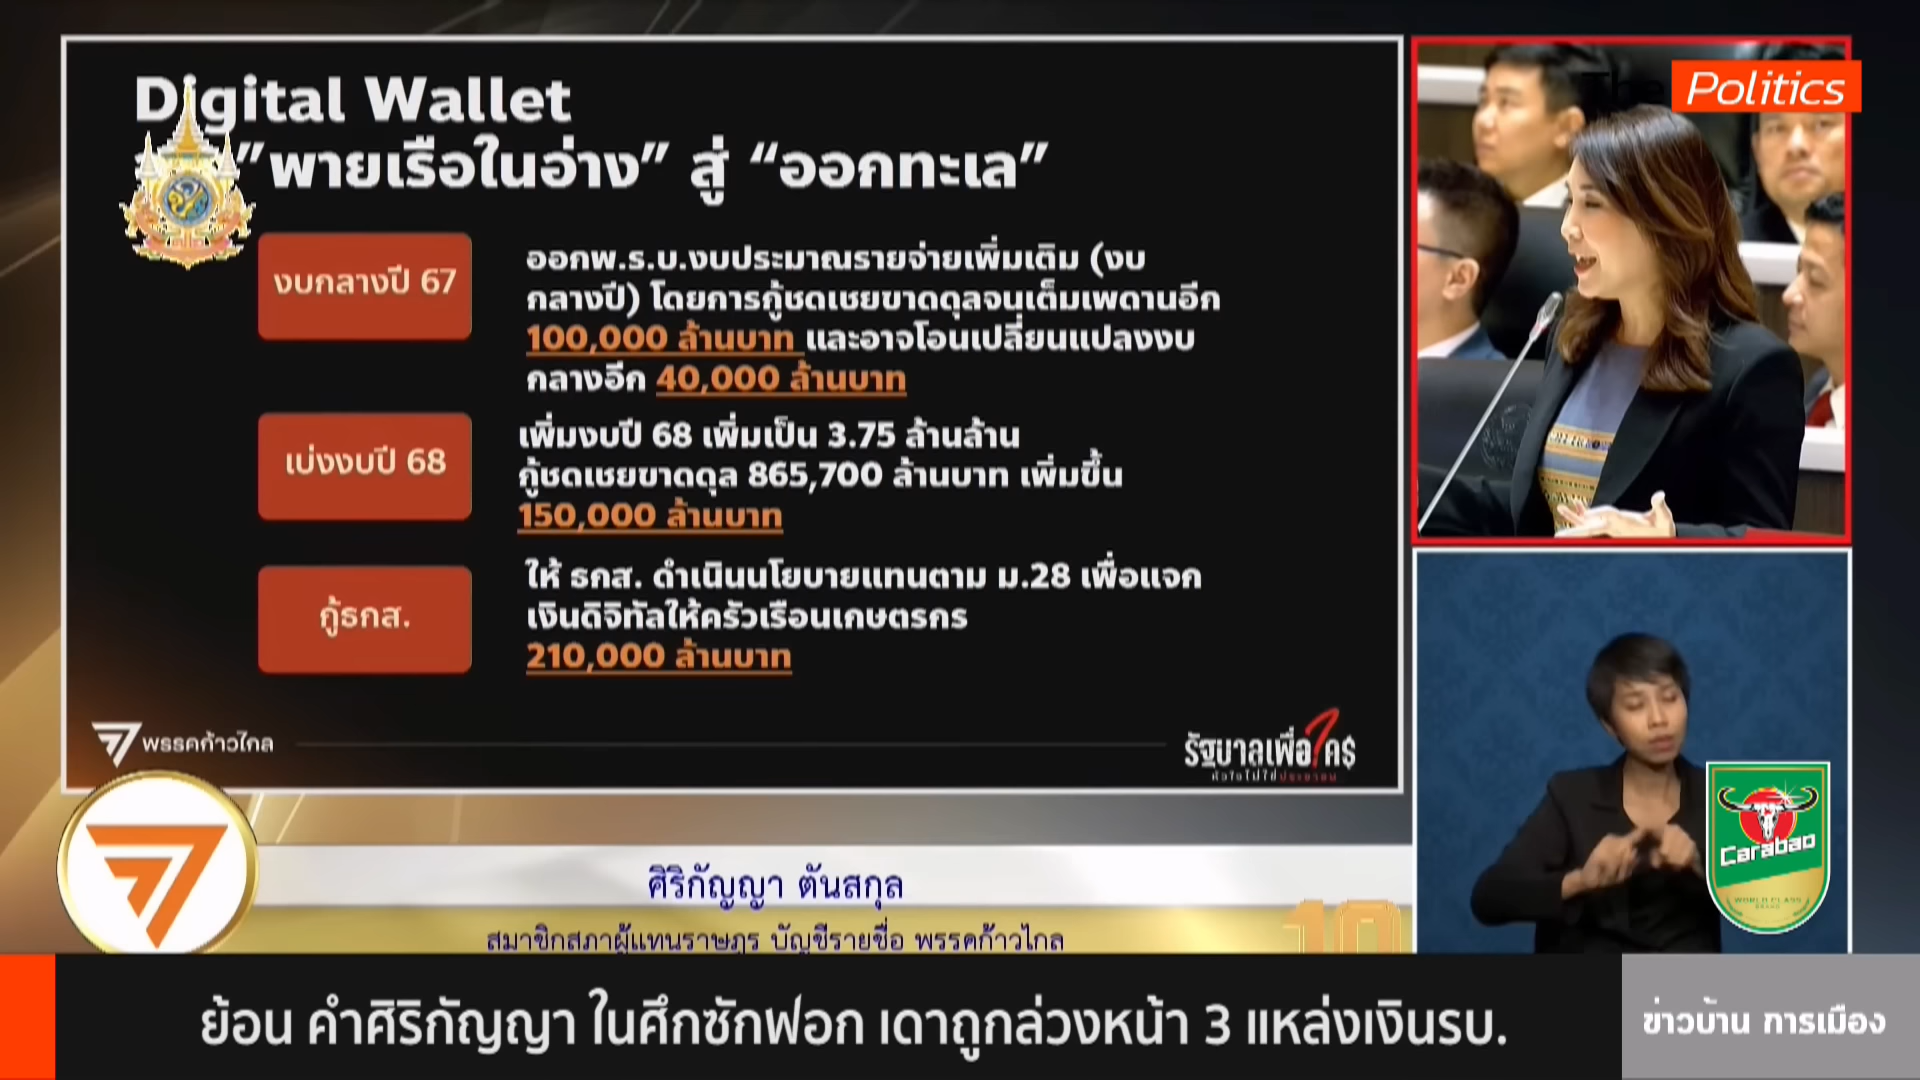 Digital Wallet
”พายเรือในอ่าง” สู่ “ออกทะเล”
งบกลางปี 67
ออกพ.ร.บ.งบประมาณรายจ่ายเพิ่มเติม (งบ
กลางปี) โดยการกู้ชดเชยขาดดุลจนเต็มเพดานอีก
100,000 ล้านบาท และอาจโอนเปลี่ยนแปลงงบ
กลางอีก 40,000 ล้านบาท
เบ่งงบปี 68
เพิ่มงบปี 68 เพิ่มเป็น 3.75 ล้านล้าน
กู้ชดเชยขาดดุล 865,700 ล้านบาท เพิ่มขึ้น
150,000 ล้านบาท
กู้ธกส.
ให้ ธกส. ดำเนินนโยบายแทนตาม ม.28 เพื่อแจก
เงินดิจิทัลให้ครัวเรือนเกษตรกร
210,000 ล้านบาท
พรรคก้าวไกล
รัฐบาลเพื่อใคร$
หัวใจไม่ใช่ประชาชน
The Politics
Carabao
WORLD CLASS
BRAND
ศิริกัญญา ตันสกุล
สมาชิกสภาผู้แทนราษฎร บัญชีรายชื่อ พรรคก้าวไกล
10
ย้อน คำศิริกัญญา ในศึกซักฟอก เดาถูกล่วงหน้า 3 แหล่งเงินรบ.
ข่าวบ้าน การเมือง